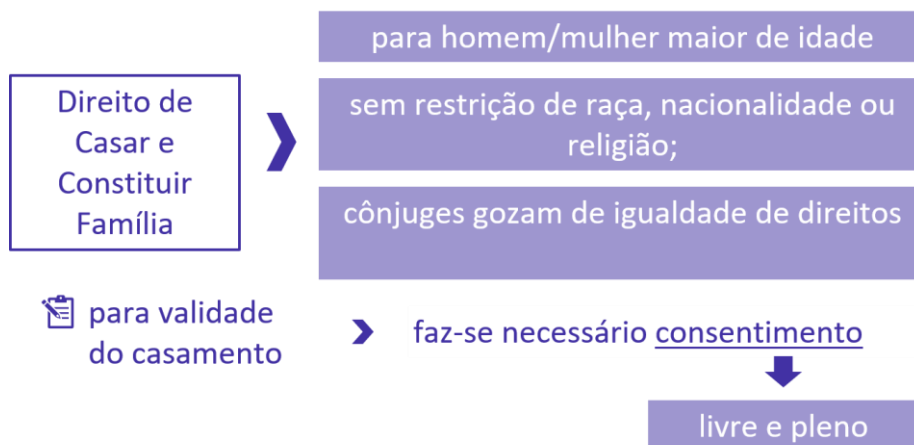 Direito de
Casar e
Constituir
Família
para homem/mulher maior de idade
sem restrição de raça, nacionalidade ou
religião;
cônjuges gozam de igualdade de direitos
para validade
do casamento
faz-se necessário consentimento
livre e pleno